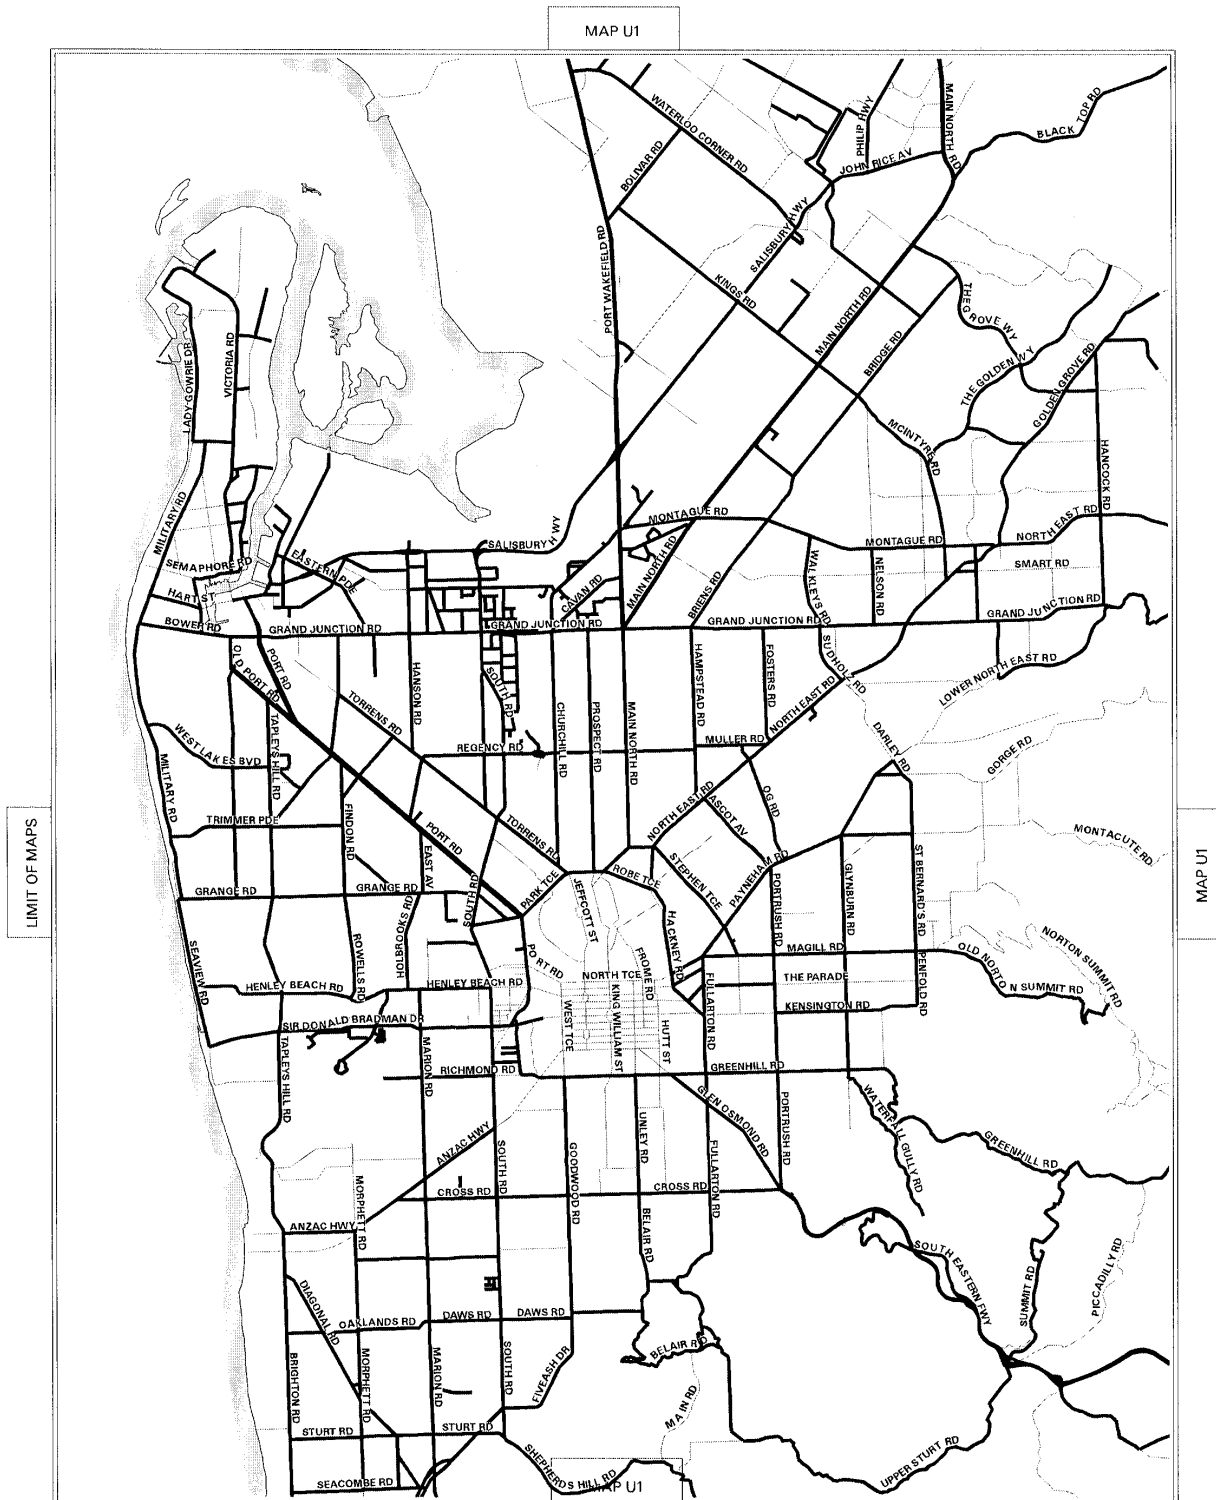 MAP U1
WATERLOO CORNER RD
PHILIP HWY
MAIN NORTH RD
BLACK TOP RD
BOLIVAR RD
JOHN RICE AV
SALISBURY HWY
PORT WAKEFIELD RD
KINGS RD
THE GROVE WY
MAIN NORTH RD
BRIDGE RD
LADY GOWRIE DR
VICTORIA RD
THE GOLDEN WY
GOLDEN GROVE RD
MCINTYRE RD
HANCOCK RD
MILITARY RD
MONTAGUE RD
SALISBURY HWY
MONTAGUE RD
NORTH EAST RD
SEMAPHORE RD
EASTERN PDE
MAIN NORTH RD
WALKLEYS RD
NELSON RD
SMART RD
HART ST
CAVAN RD
BRIENS RD
BOWER RD
GRAND JUNCTION RD
GRAND JUNCTION RD
GRAND JUNCTION RD
GRAND JUNCTION RD
OLD PORT RD
PORT RD
HANSON RD
SOUTH RD
HAMPSTEAD RD
FOSTERS RD
SUDHOLZ RD
LOWER NORTH EAST RD
TORRENS RD
CHURCHILL RD
PROSPECT RD
MAIN NORTH RD
NORTH EAST RD
WEST LAKES BVD
TAPLEYS HILL RD
REGENCY RD
MULLER RD
DARLEY RD
GORGE RD
MILITARY RD
TRIMMER PDE
FINDON RD
PORT RD
TORRENS RD
NORTH EAST RD
ASCOT AV
OG RD
MONTACUTE RD
LIMIT OF MAPS
MAP U1
EAST AV
STEPHEN TCE
PAYNEHAM RD
ROBE TCE
PARK TCE
GRANGE RD
GRANGE RD
SOUTH RD
JEFFCOTT ST
PORTRUSH RD
GLYNBURN RD
ST BERNARD'S RD
HOLBROOKS RD
HACKNEY RD
SEAVIEW RD
ROWELLS RD
PORT RD
FROME RD
MAGILL RD
OLD NORTON SUMMIT RD
NORTON SUMMIT RD
HENLEY BEACH RD
HENLEY BEACH RD
NORTH TCE
THE PARADE
PENFOLD RD
WEST TCE
KING WILLIAM ST
HUTT ST
FULLARTON RD
KENSINGTON RD
SIR DONALD BRADMAN DR
TAPLEYS HILL RD
MARION RD
RICHMOND RD
GREENHILL RD
GLEN OSMOND RD
PORTRUSH RD
WATERFALL GULLY RD
ANZAC HWY
SOUTH RD
GOODWOOD RD
UNLEY RD
FULLARTON RD
GREENHILL RD
MORPHETT RD
CROSS RD
CROSS RD
ANZAC HWY
BELAIR RD
SOUTH EASTERN FWY
SUMMIT RD
PICCADILLY RD
DIAGONAL RD
OAKLANDS RD
DAWS RD
DAWS RD
BELAIR RD
BRIGHTON RD
MORPHETT RD
MARION RD
SOUTH RD
FIVEASH DR
MAIN RD
STURT RD
STURT RD
SHEPHERDS HILL RD
UPPER STURT RD
SEACOMBE RD
MAP U1